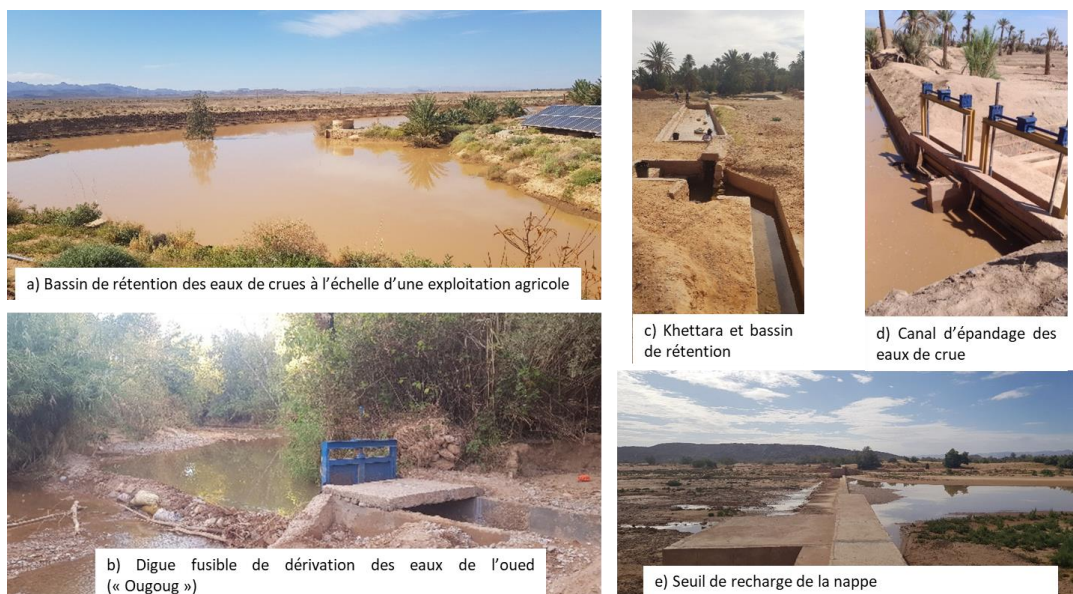 a) Bassin de rétention des eaux de crues à l'échelle d'une exploitation agricole
b) Digue fusible de dérivation des eaux de l'oued
(« Ougoug »)
c) Khettara et bassin
de rétention
d) Canal d'épandage des
eaux de crue
e) Seuil de recharge de la nappe